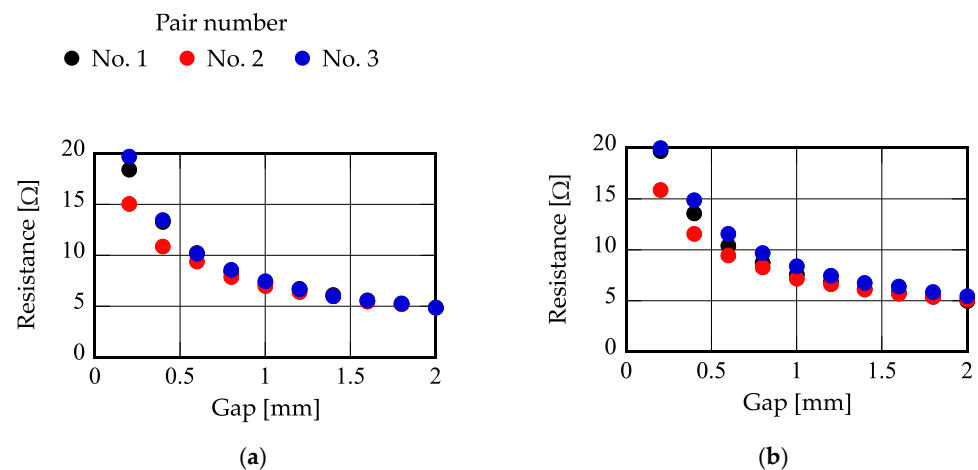 Pair number
No. 1 No. 2 No. 3
Resistance [Ω]
20
15
10
5
0
0 0.5 1 1.5 2
Gap [mm]
(a)
Resistance [Ω]
20
15
10
5
0
0 0.5 1 1.5 2
Gap [mm]
(b)